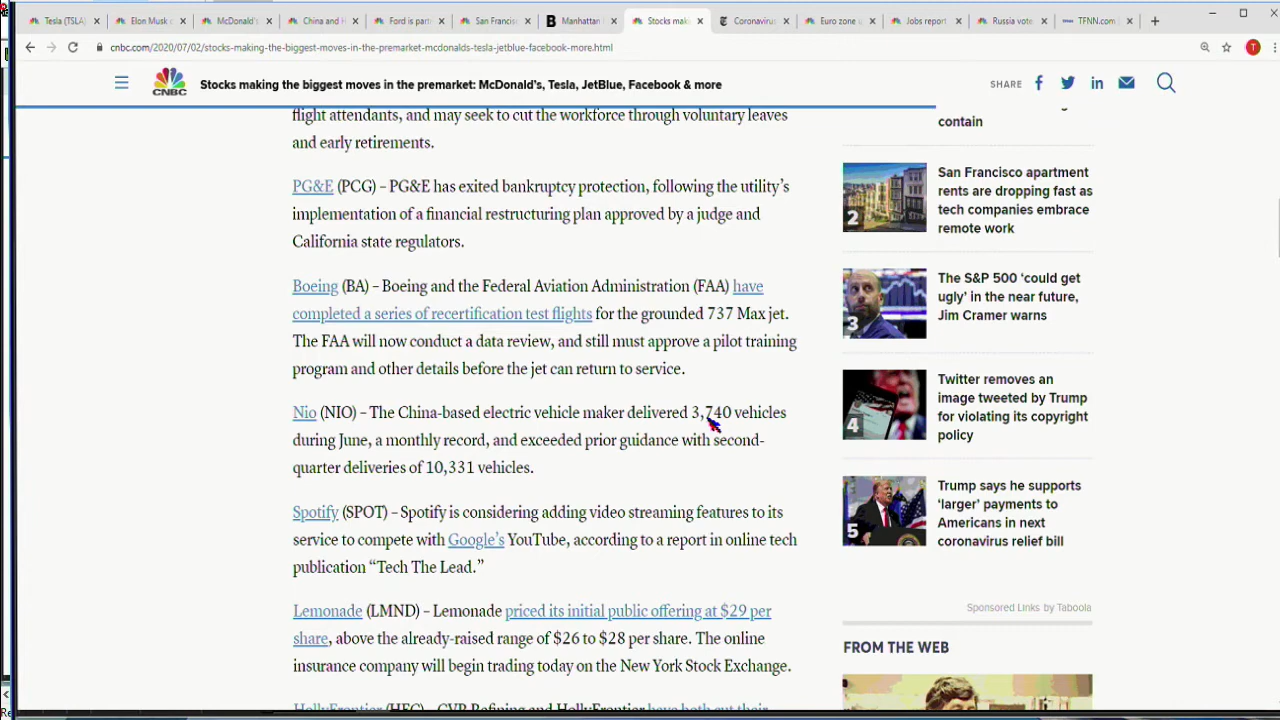 Tesla (TSLA)
Elon Musk
McDonald's
China and H
Ford is part
San Francisc
Manhattan
Stocks mak
Coronavirus
Euro zone
Jobs report
Russia vote
TFNN.com
cnbc.com/2020/07/02/stocks-making-the-biggest-moves-in-the-premarket-mcdonalds-tesla-jetblue-facebook-more.html
T
CNBC
Stocks making the biggest moves in the premarket: McDonald's, Tesla, JetBlue, Facebook & more
SHARE
flight attendants, and may seek to cut the workforce through voluntary leaves
and early retirements.
PG&E (PCG) – PG&E has exited bankruptcy protection, following the utility's
implementation of a financial restructuring plan approved by a judge and
California state regulators.
Boeing (BA) – Boeing and the Federal Aviation Administration (FAA) have
completed a series of recertification test flights for the grounded 737 Max jet.
The FAA will now conduct a data review, and still must approve a pilot training
program and other details before the jet can return to service.
Nio (NIO) – The China-based electric vehicle maker delivered 3,740 vehicles
during June, a monthly record, and exceeded prior guidance with second-
quarter deliveries of 10,331 vehicles.
Spotify (SPOT) – Spotify is considering adding video streaming features to its
service to compete with Google's YouTube, according to a report in online tech
publication “Tech The Lead.”
Lemonade (LMND) – Lemonade priced its initial public offering at $29 per
share, above the already-raised range of $26 to $28 per share. The online
insurance company will begin trading today on the New York Stock Exchange.
HollyFrontier (HFC) – CVR Refining and HollyFrontier have both cut their
contain
2
San Francisco apartment
rents are dropping fast as
tech companies embrace
remote work
3
The S&P 500 ‘could get
ugly’ in the near future,
Jim Cramer warns
4
Twitter removes an
image tweeted by Trump
for violating its copyright
policy
5
Trump says he supports
‘larger’ payments to
Americans in next
coronavirus relief bill
Sponsored Links by Taboola
FROM THE WEB
Re